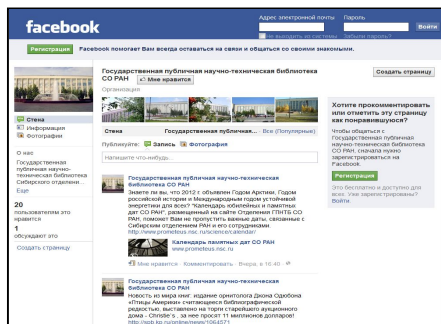 facebook
Адрес электронной почты Пароль
Войти
Не выходить из системы Забыли пароль?
Регистрация Facebook помогает Вам всегда оставаться на связи и общаться со своими знакомыми.
Государственная публичная научно-техническая библиотека
СО РАН Мне нравится
Организация
Создать страницу
Стена
Информация
Фотографии
О нас
Государственная
публичная научно-
техническая библиотека
Сибирского отделени...
Еще
20
пользователям это
нравится
1
обсуждают это
Создать страницу
Стена Государственная публичная... · Все (Популярные)
Публикуйте: Запись Фотография
Напишите что-нибудь...
Государственная публичная научно-техническая
библиотека СО РАН
Знаете ли вы, что 2012 г. объявлен Годом Арктики, Годом
российской истории и Международным годом устойчивой
энергетики для всех? "Календарь юбилейных и памятных
дат СО РАН", размещенный на сайте Отделения ГПНТБ СО
РАН, поможет Вам не пропустить важные даты, связанные с
Сибирским отделением РАН и его сотрудниками.
http://www.prometeus.nsc.ru/science/calendar/
Календарь памятных дат СО РАН
www.prometeus.nsc.ru
Мне нравится · Комментировать · Вчера, в 16:40
Государственная публичная научно-техническая
библиотека СО РАН
Новость из мира книг: издание орнитолога Джона Одюбона
«Птицы Америки» считающееся библиографической
редкостью, выставлено на торги старейшего аукционного
дома - Christie's , за нее просят 11 миллионов долларов!
Хотите прокомментировать
или отметить эту страницу
как понравившуюся?
Чтобы общаться с
Государственная публичная
научно-техническая библиотека
СО РАН, сначала нужно
зарегистрироваться на
Facebook.
Регистрация
Это бесплатно и доступно для
всех. Уже зарегистрированы?
Войти